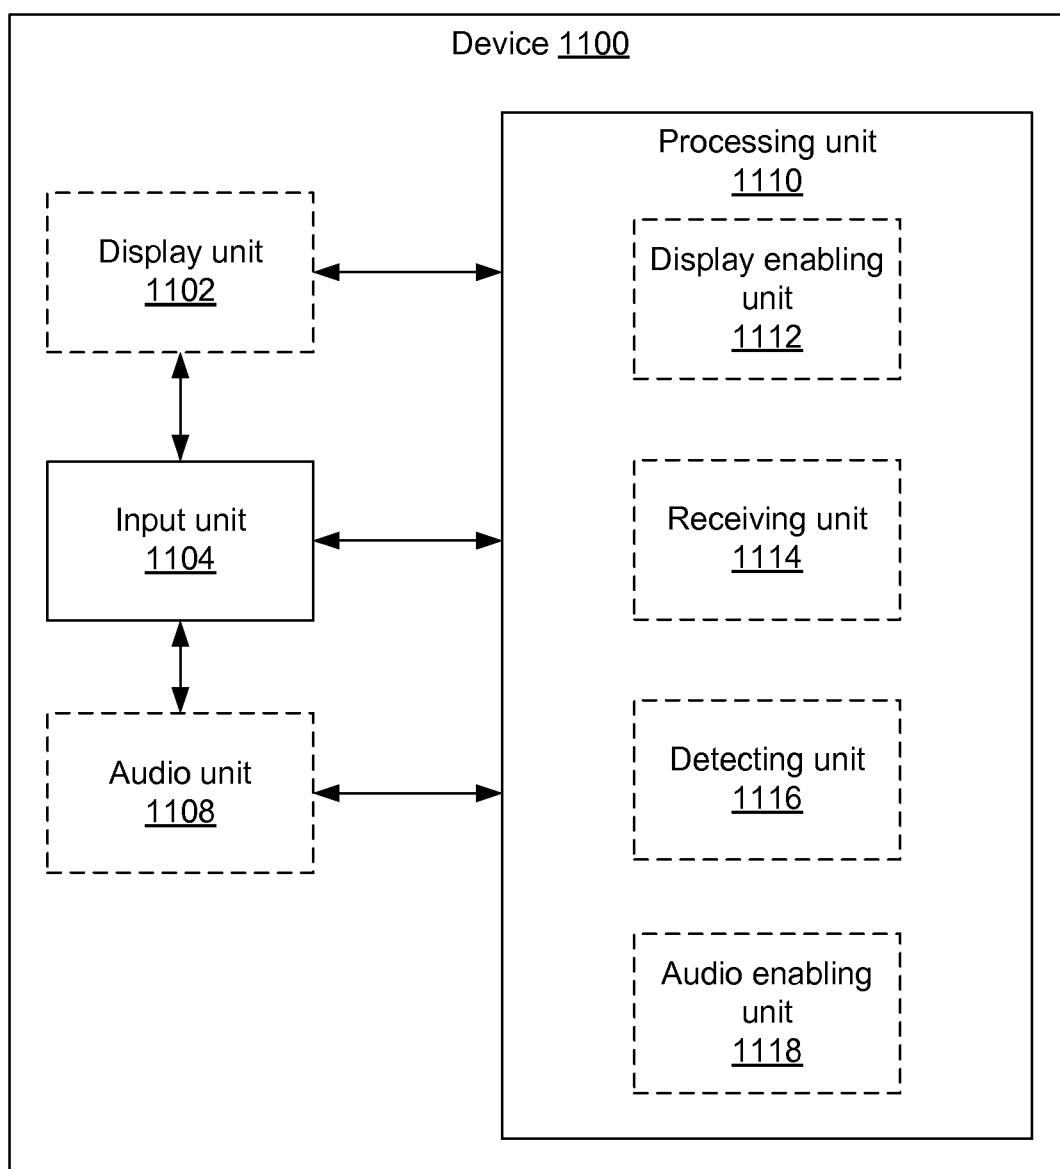 Device 1100
Processing unit
1110
Display unit
1102
Display enabling
unit
1112
Input unit
1104
Receiving unit
1114
Audio unit
1108
Detecting unit
1116
Audio enabling
unit
1118